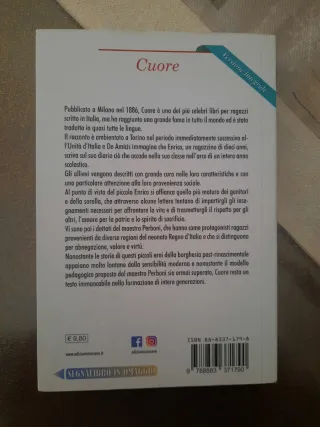 Versione integrale
Cuore
Pubblicato a Milano nel 1886, Cuore è uno dei più celebri libri per ragazzi
scritto in Italia, ma ha raggiunto una grande fama in tutto il mondo ed è stato
tradotto in quasi tutte le lingue.
Il racconto è ambientato a Torino nel periodo immediatamente successivo al-
l'Unità d'Italia e De Amicis immagina che Enrico, un ragazzino di dieci anni,
scriva sul suo diario ciò che accade nella sua classe nell'arco di un intero anno
scolastico.
Gli allievi vengono descritti con grande cura nelle loro caratteristiche e con
una particolare attenzione alla loro provenienza sociale.
Al punto di vista del piccolo Enrico si affianca quello più maturo dei genitori
e della sorella, che attraverso alcune lettere tentano di impartirgli gli inse-
gnamenti necessari per affrontare la vita e di trasmettergli il rispetto per gli
altri, l'amore per la patria e lo spirito di sacrificio.
Vi sono poi i dettati del maestro Perboni, che hanno come protagonisti ragazzi
provenienti da diverse regioni del neonato Regno d'Italia e che si distinguono
per abnegazione, valore e virtù.
Nonostante le storie di questi piccoli eroi della borghesia post-rinascimentale
appaiano molto lontane dalla sensibilità moderna e nonostante il modello
pedagogico proposto dal maestro Perboni sia ormai superato, Cuore resta un
testo immancabile nella formazione di intere generazioni.
€ 9,80
SEGNALIBRO IN OMAGGIO